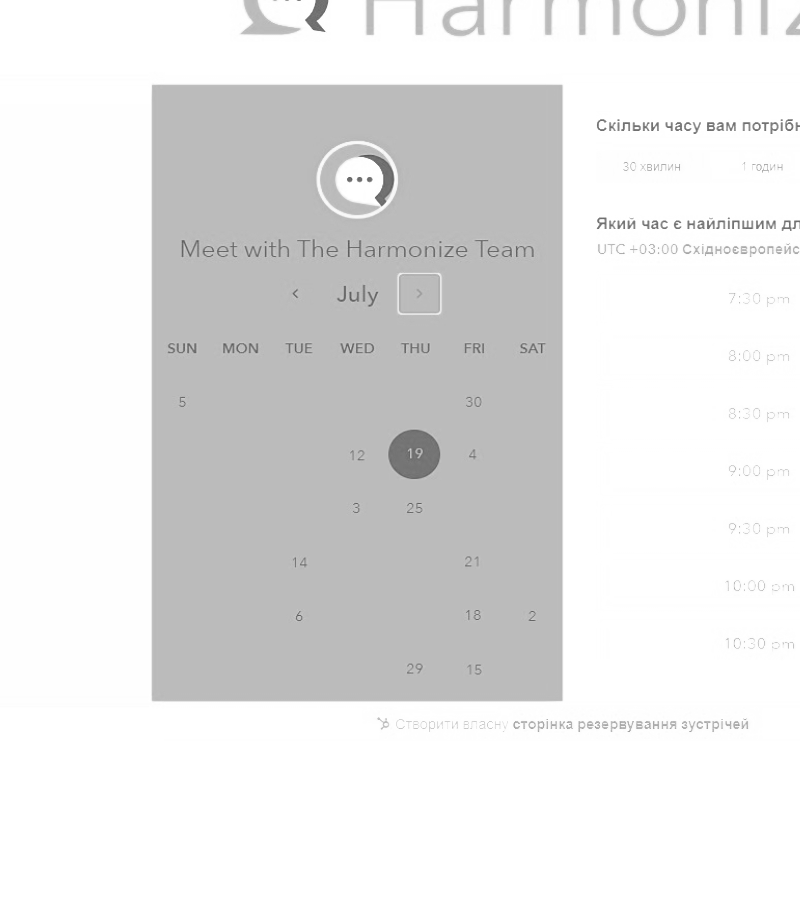 Harmoniz
Meet with The Harmonize Team
July
SUN MON TUE WED THU FRI SAT
5 30
12 19 4
3 25
14 21
6 18 2
29 15
Скільки часу вам потрібн
30 хвилин 1 годин
Який час є найліпшим дл
UTC +03:00 Східноєвропейс
7:30 pm
8:00 pm
8:30 pm
9:00 pm
9:30 pm
10:00 pm
10:30 pm
Створити власну сторінка резервування зустрічей